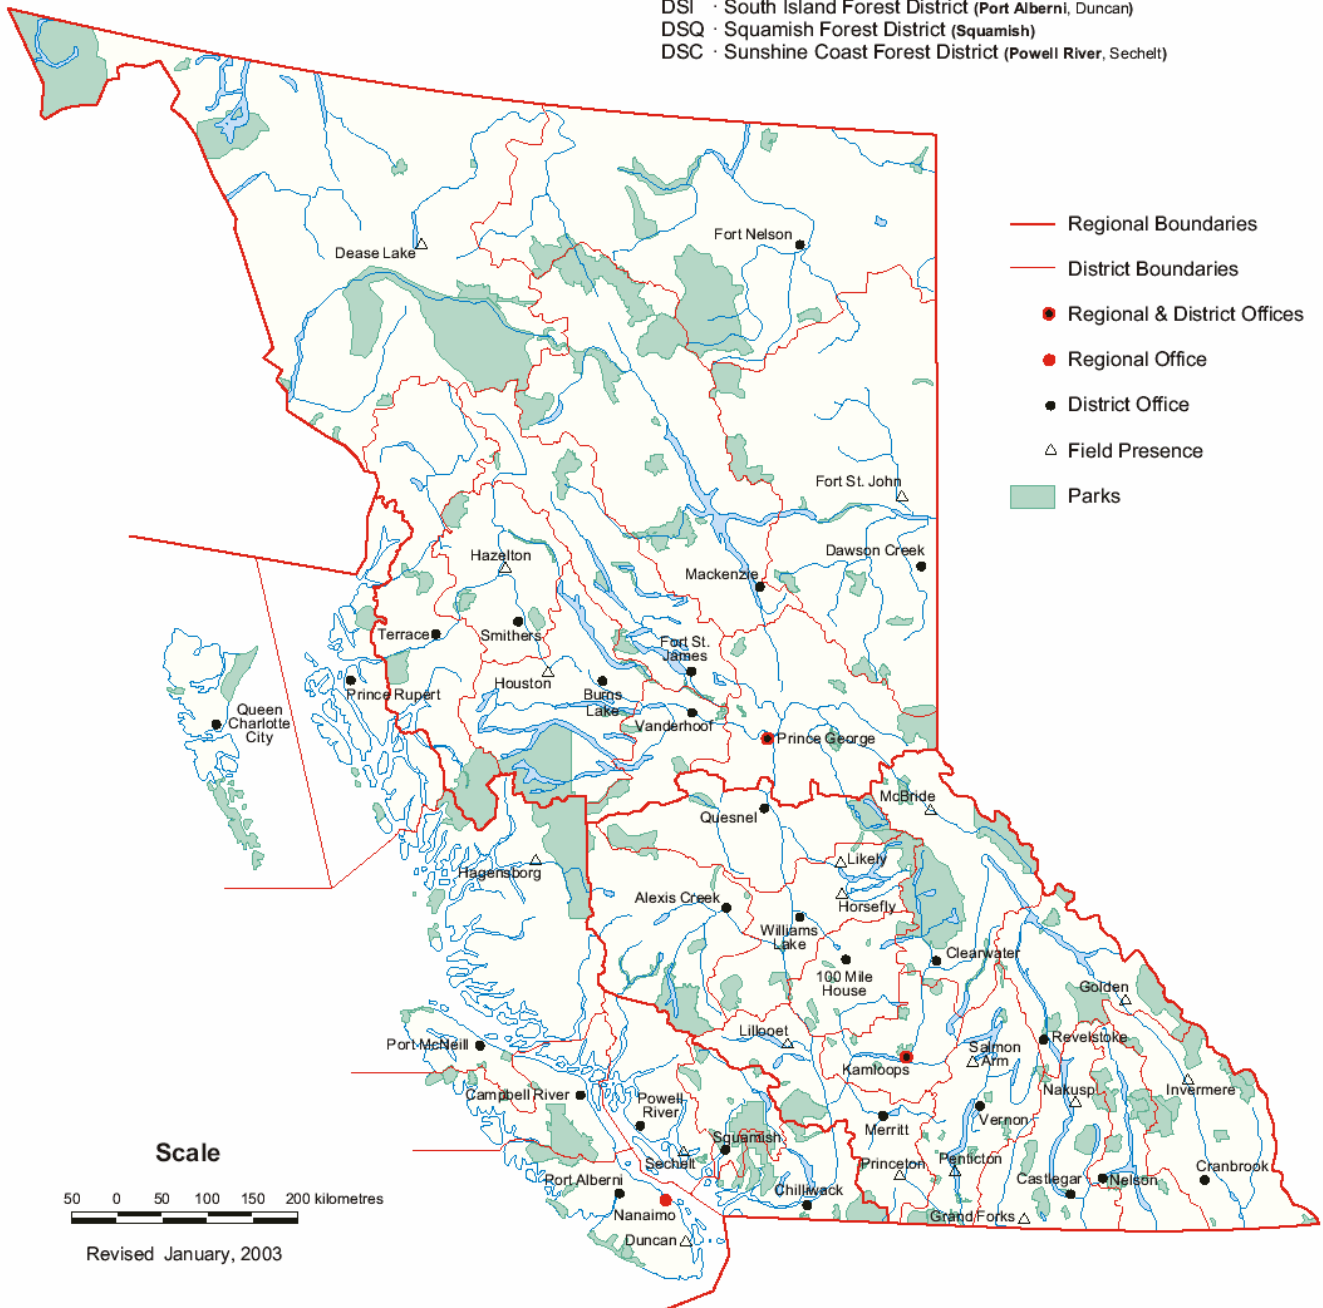 DSI · South Island Forest District (Port Alberni, Duncan)
DSQ · Squamish Forest District (Squamish)
DSC · Sunshine Coast Forest District (Powell River, Sechelt)
Regional Boundaries
District Boundaries
Regional & District Offices
Regional Office
District Office
Field Presence
Parks
Dease Lake
Fort Nelson
Fort St. John
Dawson Creek
Hazelton
Mackenzie
Terrace
Smithers
Fort St.
James
Prince Rupert
Houston
Burns
Lake
Vanderhoof
Prince George
Queen
Charlotte
City
McBride
Quesnel
Hagensborg
Likely
Horsefly
Alexis Creek
Williams
Lake
Clearwater
100 Mile
House
Golden
Port McNeill
Lillooet
Kamloops
Salmon
Arm
Revelstoke
Campbell River
Powell
River
Nakusp
Invermere
Merritt
Vernon
Squamish
Sechelt
Princeton
Penticton
Cranbrook
Port Alberni
Chilliwack
Castlegar
Nelson
Nanaimo
Grand Forks
Duncan
Scale
50 0 50 100 150 200 kilometres
Revised January, 2003